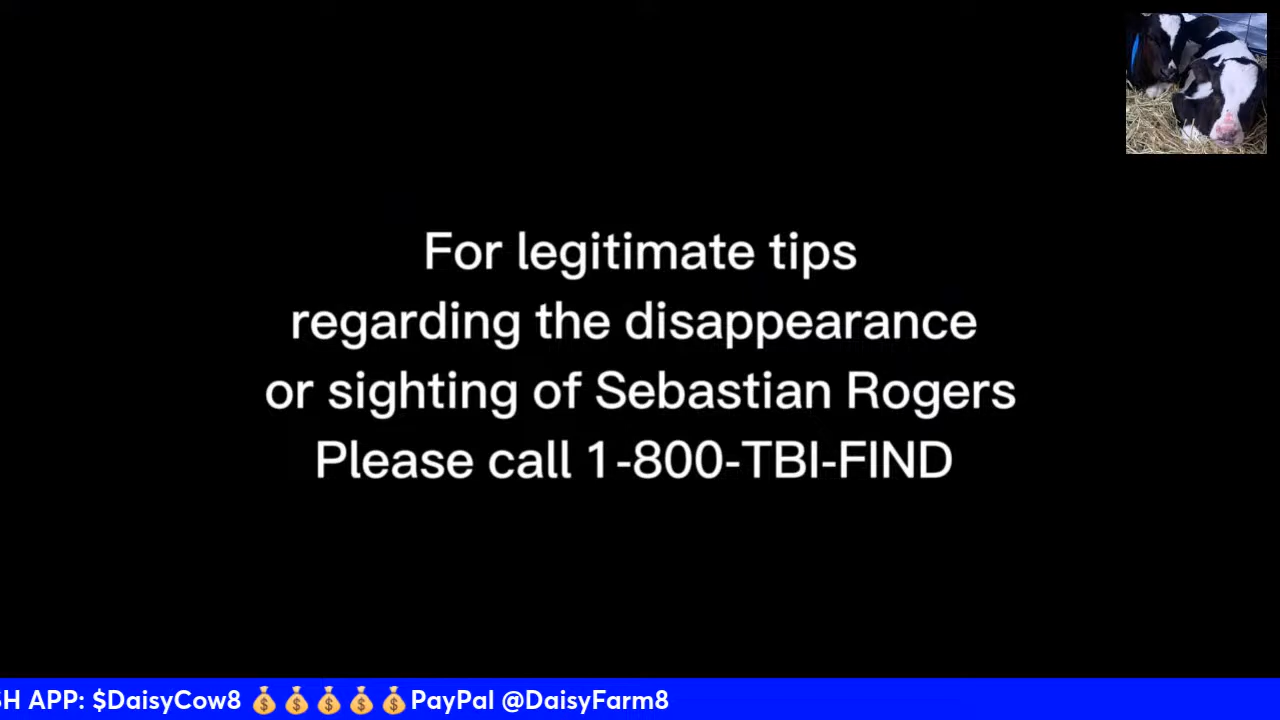 For legitimate tips
regarding the disappearance
or sighting of Sebastian Rogers
Please call 1-800-TBI-FIND
SH APP: $DaisyCow8 💰💰💰💰💰PayPal @DaisyFarm8